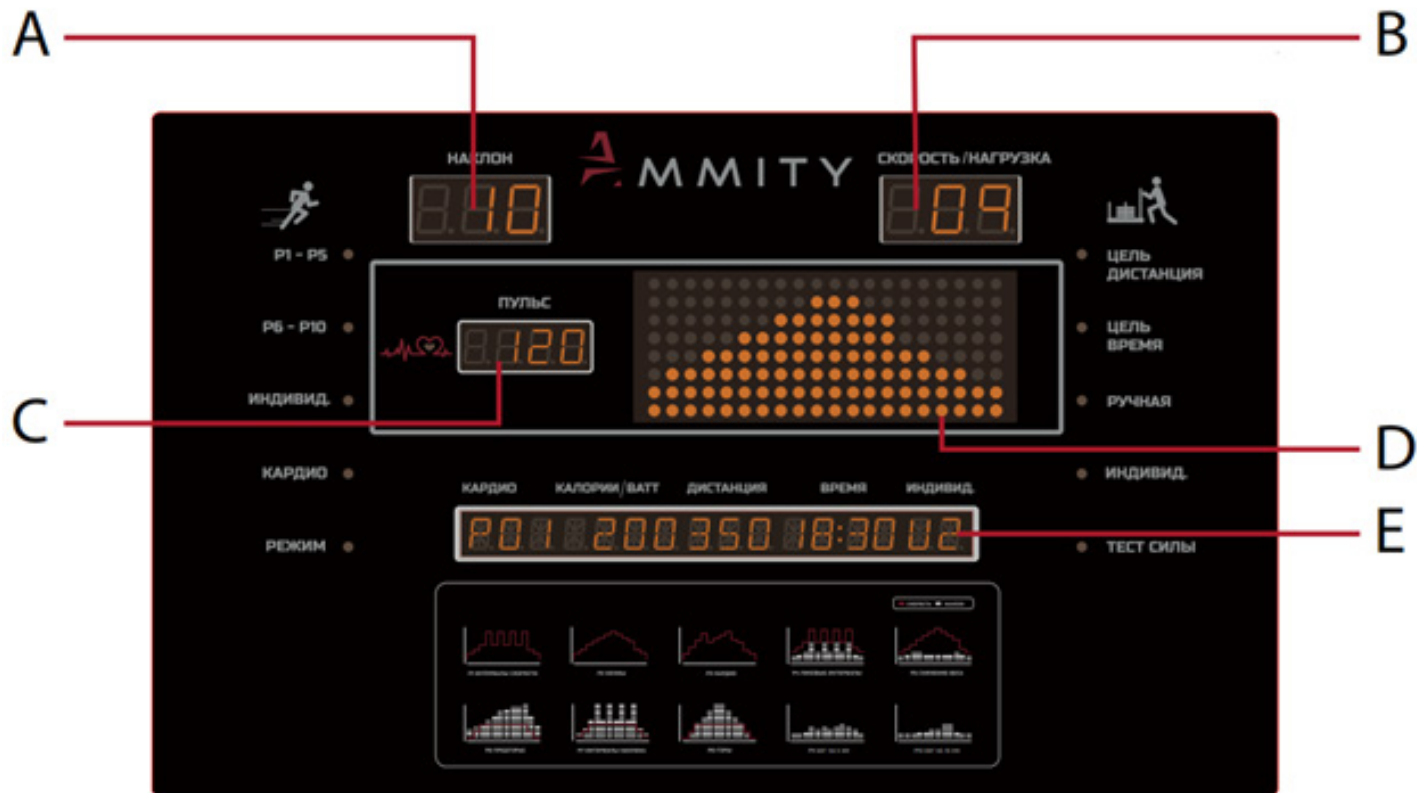 A
B
НАКЛОН
AMMITY
СКОРОСТЬ/НАГРУЗКА
10
09
P1 - P5
ЦЕЛЬ
ДИСТАНЦИЯ
ПУЛЬС
P6 - P10
120
ЦЕЛЬ
ВРЕМЯ
ИНДИВИД.
РУЧНАЯ
C
D
КАРДИО
ИНДИВИД.
КАРДИО КАЛОРИИ/ВАТТ ДИСТАНЦИЯ ВРЕМЯ ИНДИВИД.
P01 200 350 18:30 U2
E
РЕЖИМ
ТЕСТ СИЛЫ